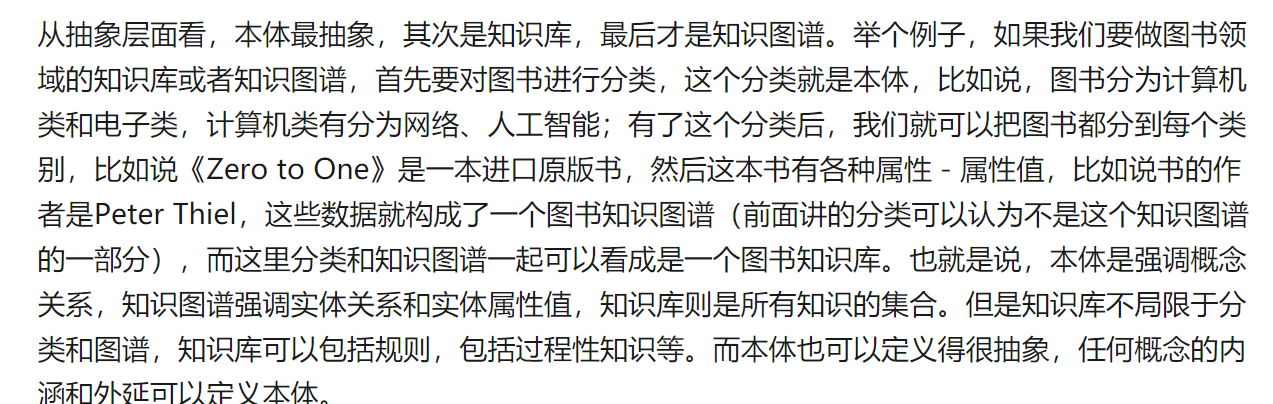 从抽象层面看，本体最抽象，其次是知识库，最后才是知识图谱。举个例子，如果我们要做图书领
域的知识库或者知识图谱，首先要对图书进行分类，这个分类就是本体，比如说，图书分为计算机
类和电子类，计算机类有分为网络、人工智能；有了这个分类后，我们就可以把图书都分到每个类
别，比如说《Zero to One》是一本进口原版书，然后这本书有各种属性 - 属性值，比如说书的作
者是Peter Thiel，这些数据就构成了一个图书知识图谱（前面讲的分类可以认为不是这个知识图谱
的一部分），而这里分类和知识图谱一起可以看成是一个图书知识库。也就是说，本体是强调概念
关系，知识图谱强调实体关系和实体属性值，知识库则是所有知识的集合。但是知识库不局限于分
类和图谱，知识库可以包括规则，包括过程性知识等。而本体也可以定义得很抽象，任何概念的内
涵和外延可以定义本体。